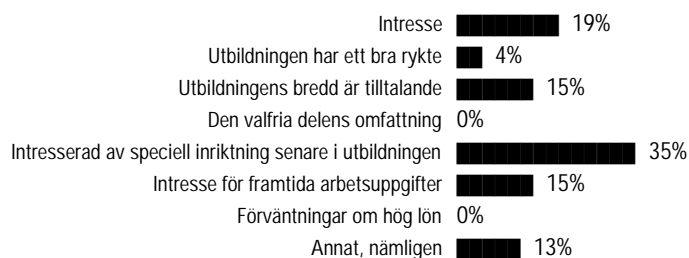 Intresse 19%
Utbildningen har ett bra rykte 4%
Utbildningens bredd är tilltalande 15%
Den valfria delens omfattning 0%
Intresserad av speciell inriktning senare i utbildningen 35%
Intresse för framtida arbetsuppgifter 15%
Förväntningar om hög lön 0%
Annat, nämligen 13%